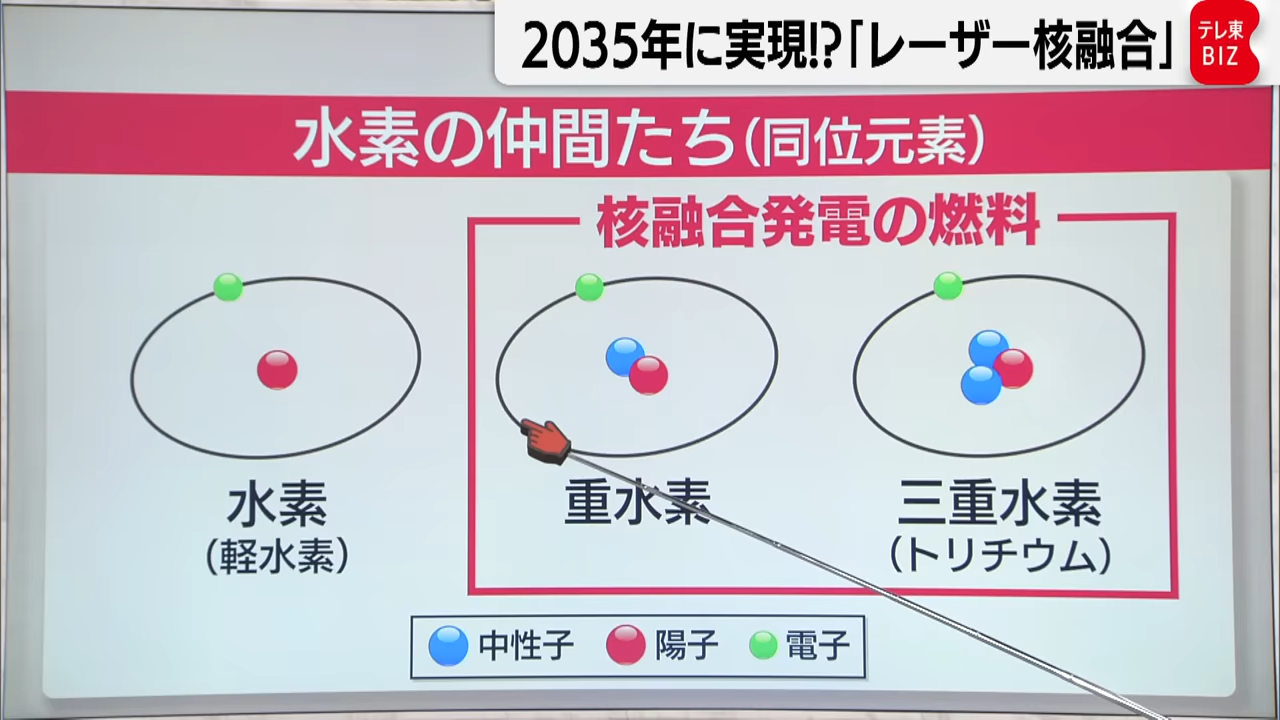 2035年に実現!?「レーザー核融合」
テレ東
BIZ
水素の仲間たち(同位元素)
核融合発電の燃料
水素
(軽水素)
重水素
三重水素
(トリチウム)
中性子 陽子 電子